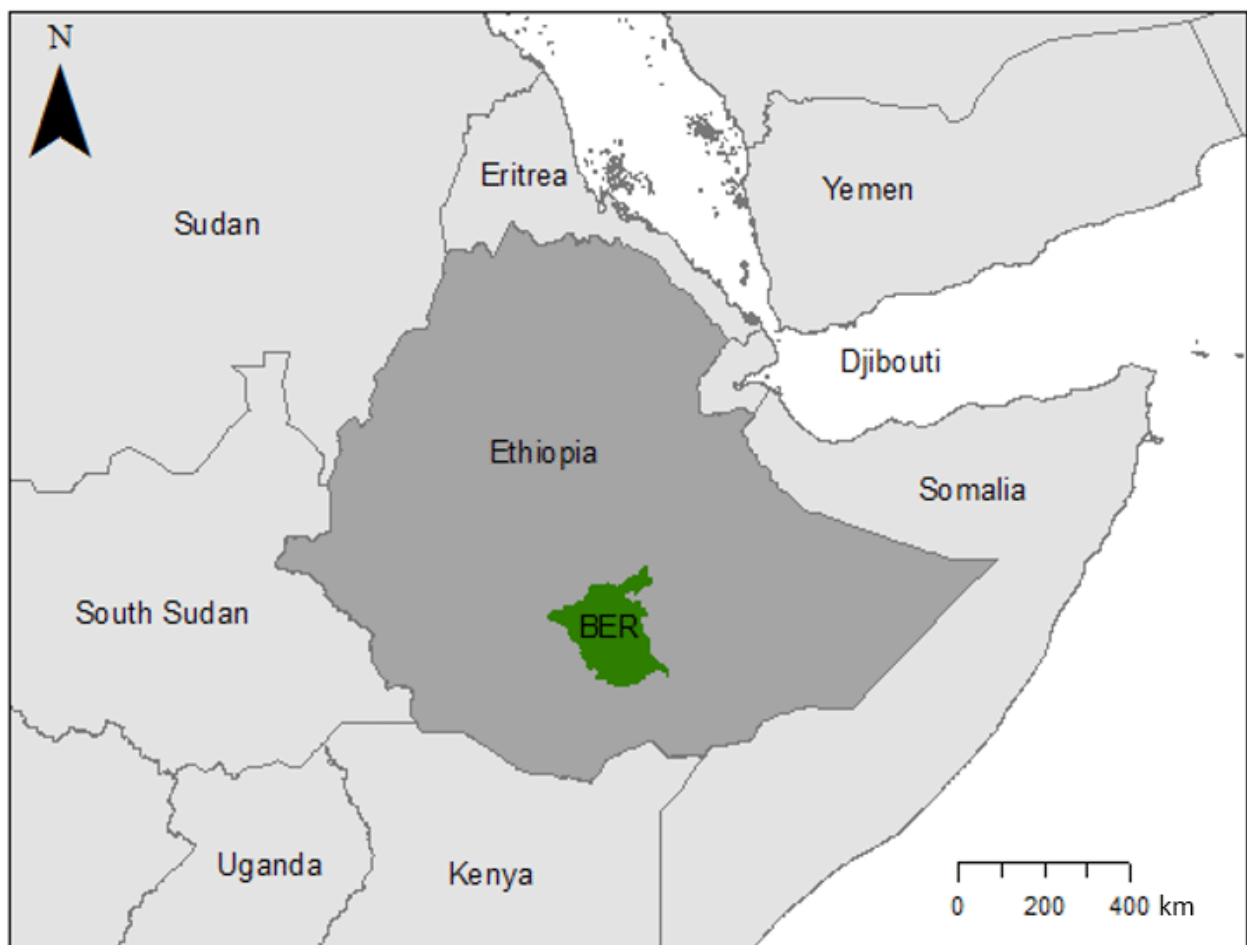 N
Eritrea
Yemen
Sudan
Djibouti
Ethiopia
Somalia
South Sudan
BER
Uganda
Kenya
0 200 400 km